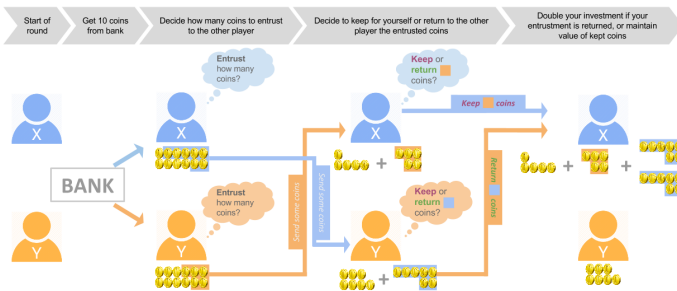 Start of
round
Get 10 coins
from bank
Decide how many coins to entrust
to the other player
Decide to keep for yourself or return to the other
player the entrusted coins
Double your investment if your
entrustment is returned, or maintain
value of kept coins
Entrust
how many
coins?
Keep or
return
coins?
Keep coins
X
X
X
X
BANK
Entrust
how many
coins?
Send some coins
Send some coins
Keep or
return
coins?
Return coins
Y
Y
Y
Y